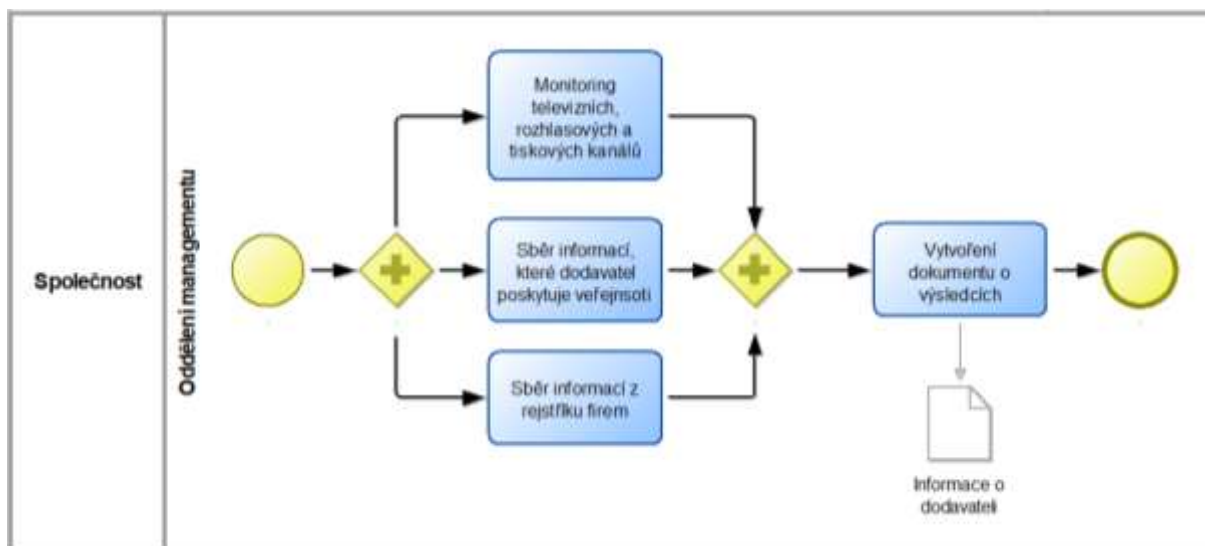 Společnost
Oddělení managementu
Monitoring
televizních,
rozhlasových a
tiskových kanálů
Sběr informací,
které dodavatel
poskytuje veřejnsoti
Sběr informací z
rejstříku firem
Vytvoření
dokumentu o
výsledcích
Informace o
dodavateli